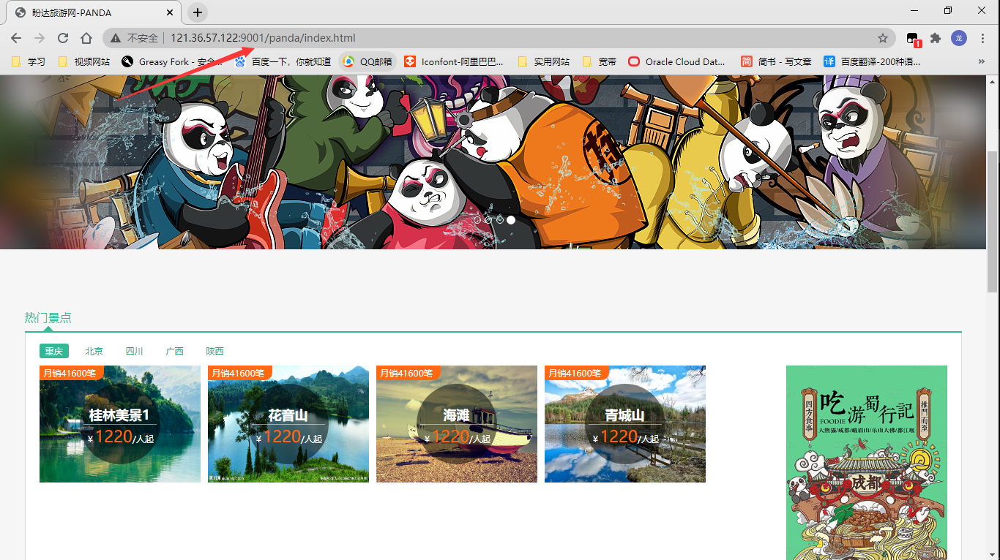 盼达旅游网-PANDA
不安全 121.36.57.122:9001/panda/index.html
1
龙
学习 视频网站 Greasy Fork - 安全... 百度一下，你就知道 QQ邮箱 Iconfont-阿里巴巴... 实用网站 宽带 Oracle Cloud Dat... 简 简书 - 写文章 译 百度翻译-200种语... »
热门景点
重庆 北京 四川 广西 陕西
月销41600笔
桂林美景1
¥1220/人起
月销41600笔
花音山
¥1220/人起
月销41600笔
海滩
¥1220/人起
月销41600笔
青城山
¥1220/人起
四方食事
吃游蜀行記
FOODIE
推門而至
大熊猫/成都/峨眉山/乐山大佛/都江堰
成都